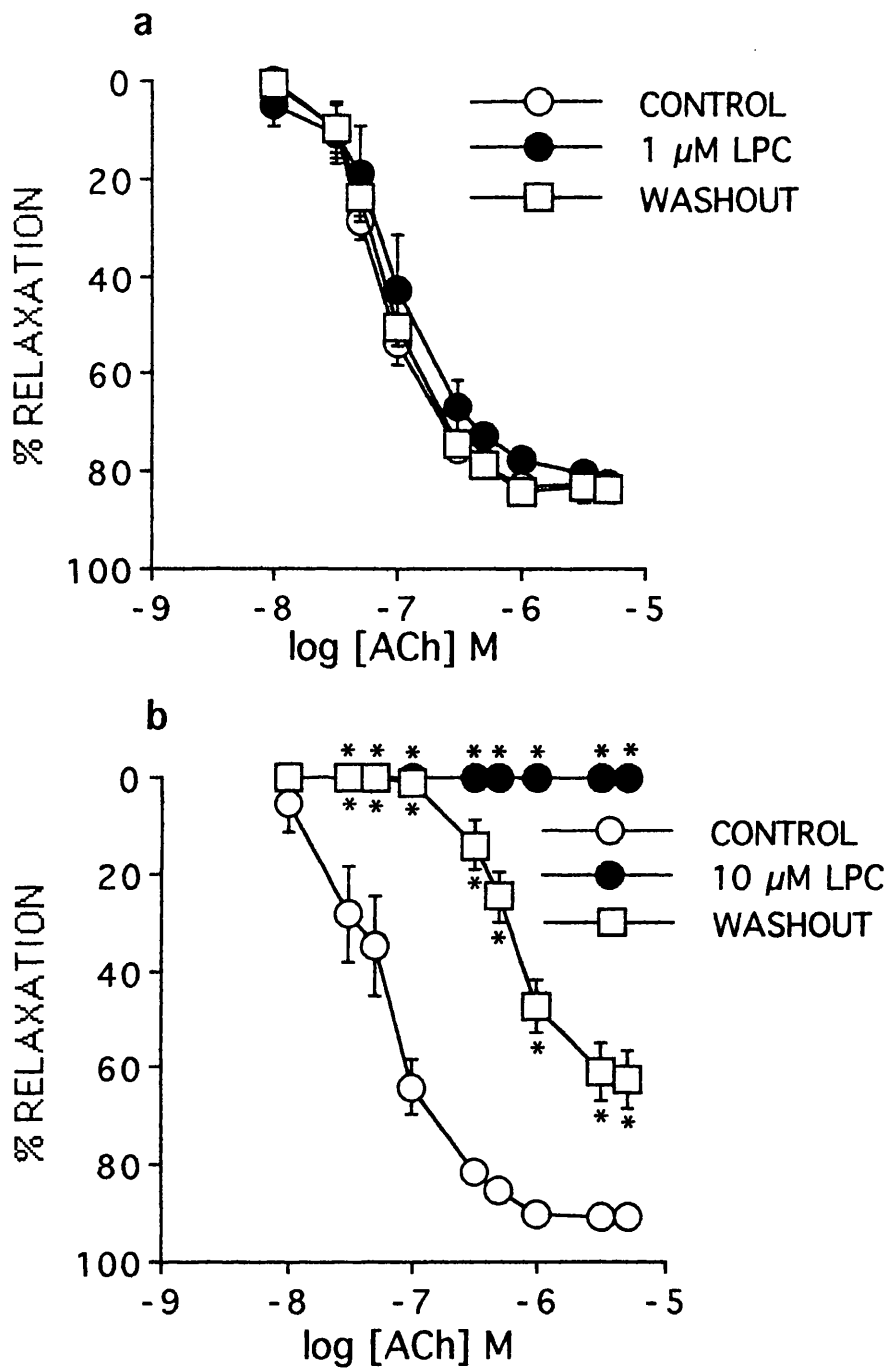 a
0
20
40
60
80
100
% RELAXATION
CONTROL
1 µM LPC
WASHOUT
-9 -8 -7 -6 -5
log [ACh] M
b
* * * * * * * *
0
20
40
60
80
100
% RELAXATION
* * *
*
*
*
* *
CONTROL
10 µM LPC
WASHOUT
-9 -8 -7 -6 -5
log [ACh] M